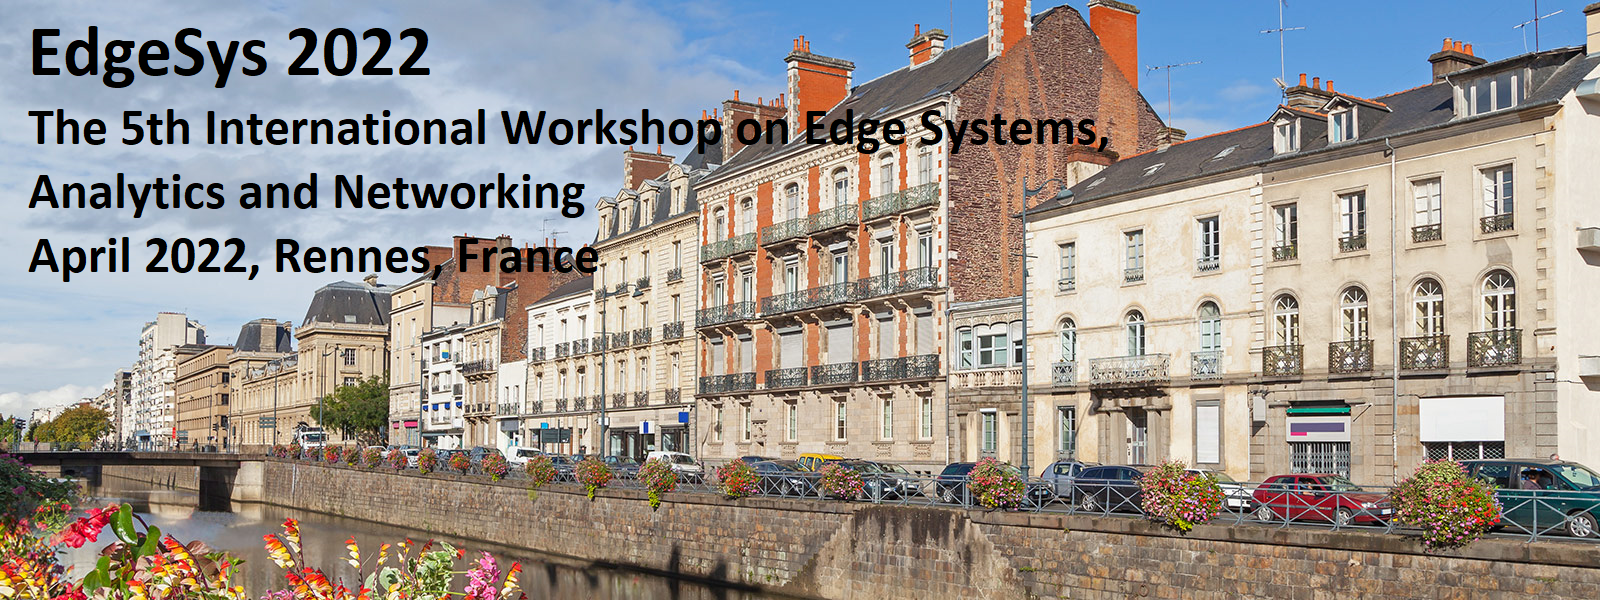 EdgeSys 2022
The 5th International Workshop on Edge Systems,
Analytics and Networking
April 2022, Rennes, France